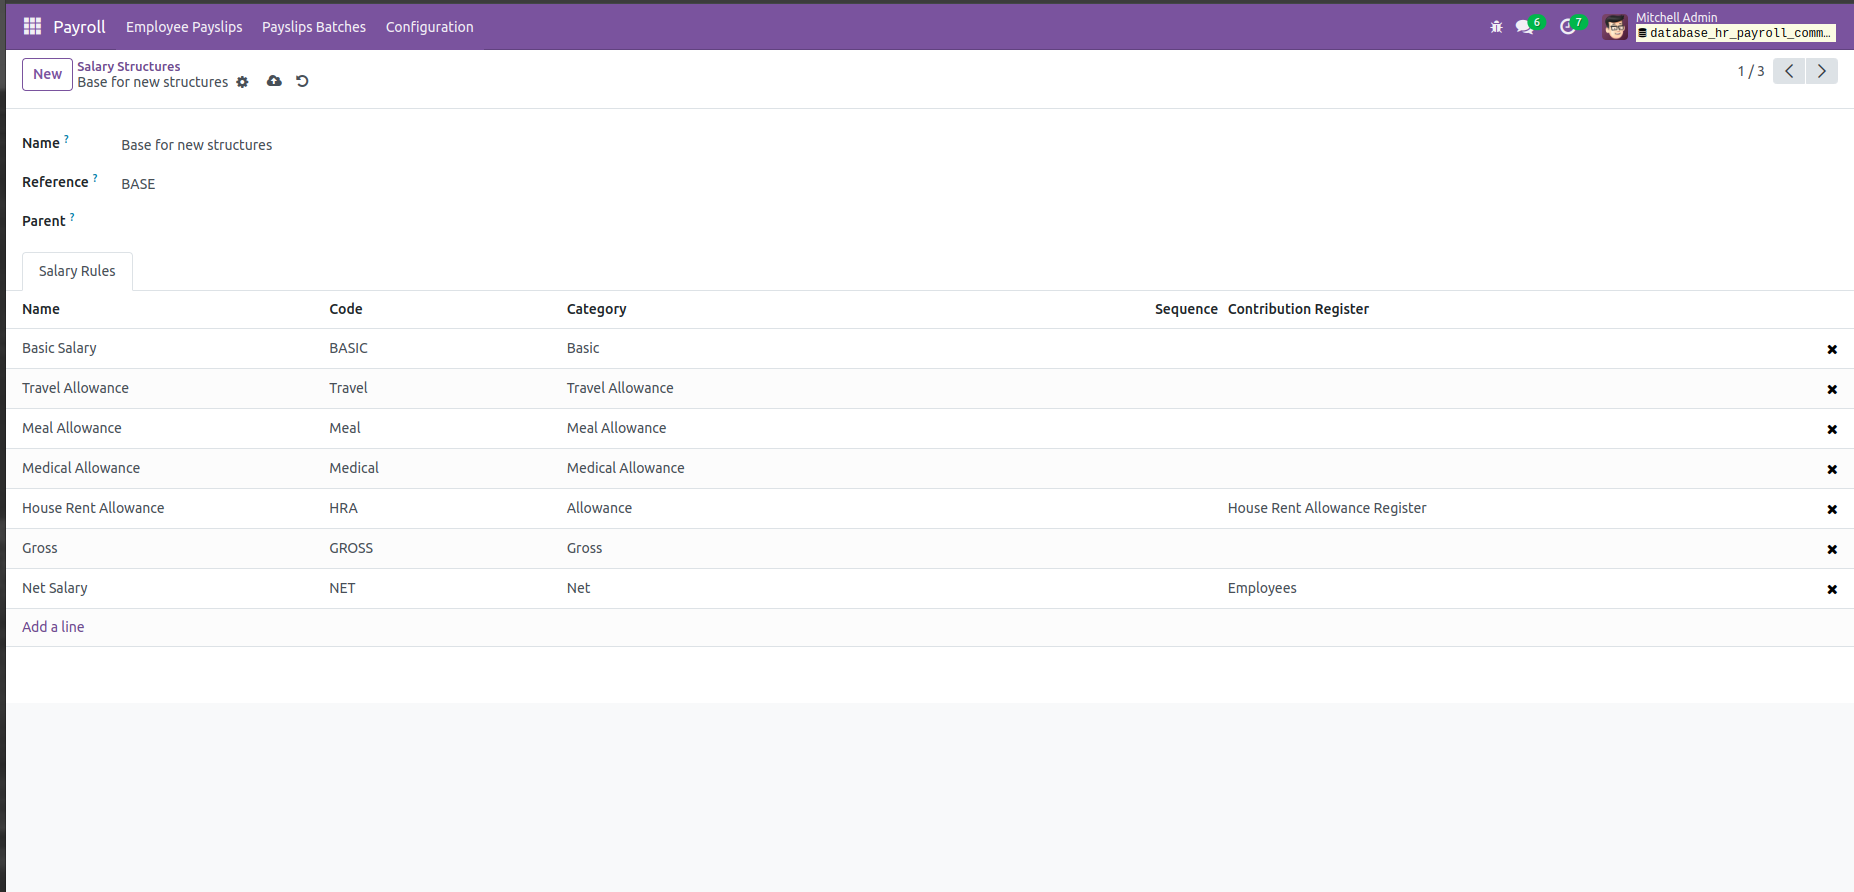 Payroll Employee Payslips Payslips Batches Configuration 6 7 Mitchell Admin
database_hr_payroll_comm...
New Salary Structures
Base for new structures
1 / 3
Name ? Base for new structures
Reference ? BASE
Parent ?
Salary Rules
Name Code Category Sequence Contribution Register
Basic Salary BASIC Basic
Travel Allowance Travel Travel Allowance
Meal Allowance Meal Meal Allowance
Medical Allowance Medical Medical Allowance
House Rent Allowance HRA Allowance House Rent Allowance Register
Gross GROSS Gross
Net Salary NET Net Employees
Add a line